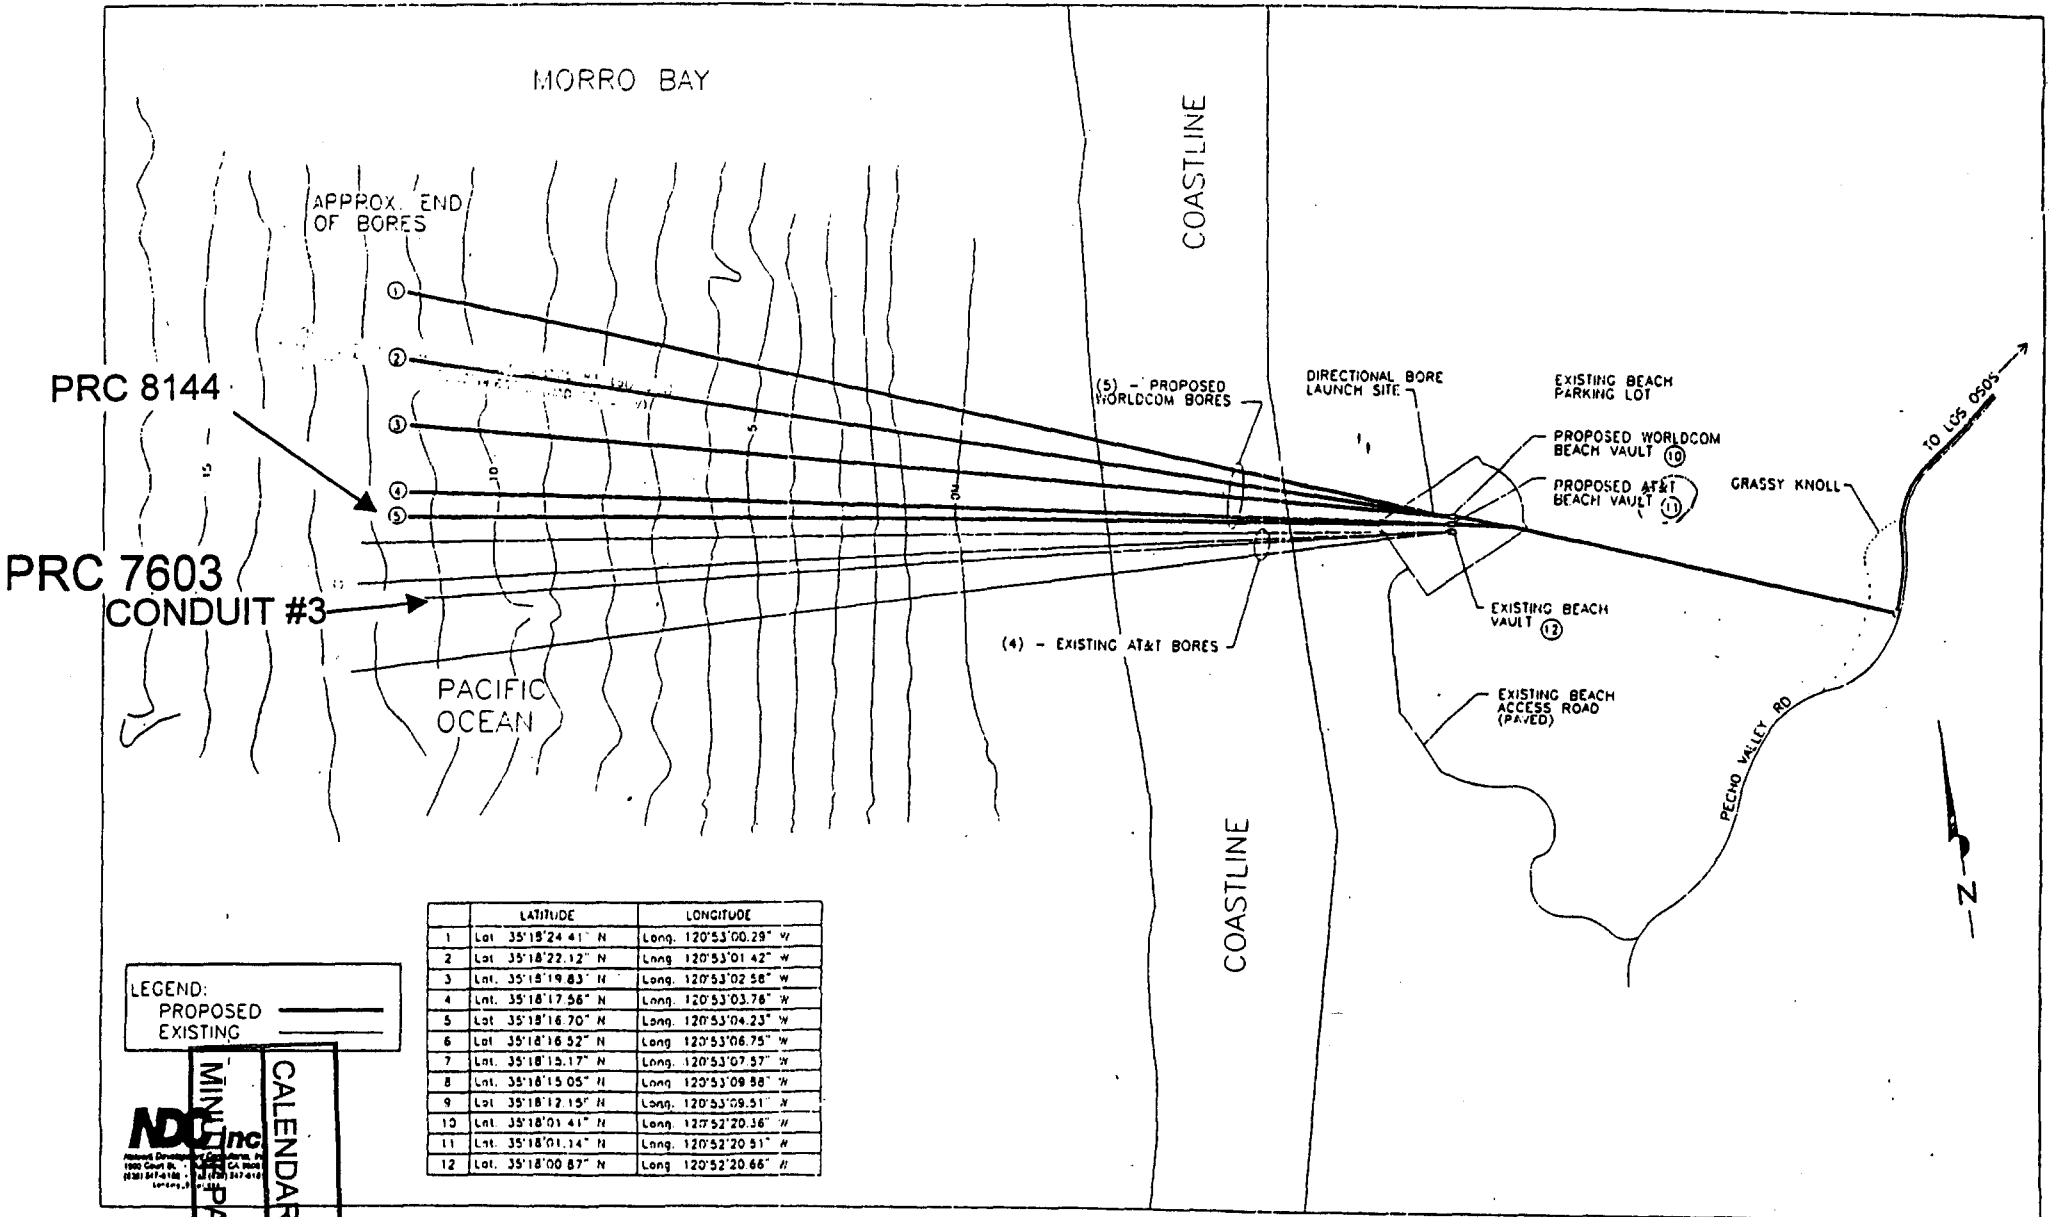 MORRO BAY
COASTLINE
APPROX. END
OF BORES
1
2
3
4
5
PRC 8144
PRC 7603
CONDUIT #3
15
10
5
(5) - PROPOSED
WORLDCOM BORES
DIRECTIONAL BORE
LAUNCH SITE
EXISTING BEACH
PARKING LOT
PROPOSED WORLDCOM
BEACH VAULT 10
PROPOSED AT&T
BEACH VAULT 11
GRASSY KNOLL
TO LOS OSOS
EXISTING BEACH
VAULT 12
(4) - EXISTING AT&T BORES
EXISTING BEACH
ACCESS ROAD
(PAVED)
PECHO VALLEY RD
PACIFIC
OCEAN
COASTLINE
N
LATITUDE LONGITUDE
1 Lat 35°18'24.41" N Long. 120°53'00.29" W
2 Lat 35°18'22.12" N Long. 120°53'01.42" W
3 Lat. 35°18'19.83" N Long. 120°53'02.58" W
4 Lat. 35°18'17.56" N Long. 120°53'03.76" W
5 Lat 35°18'16.70" N Long. 120°53'04.23" W
6 Lat 35°18'16.52" N Long 120°53'06.75" W
7 Lat. 35°18'15.17" N Long. 120°53'07.57" W
8 Lat. 35°18'15.05" N Long 120°53'09.58" W
9 Lat 35°18'12.15" N Long. 120°53'09.51" W
10 Lat. 35°18'01.41" N Long. 120°52'20.36" W
11 Lat. 35°18'01.14" N Long. 120°52'20.51" W
12 Lat. 35°18'00.87" N Long 120°52'20.66" W
LEGEND:
PROPOSED
EXISTING
CALENDAR
MINUTE PA
NDC Inc